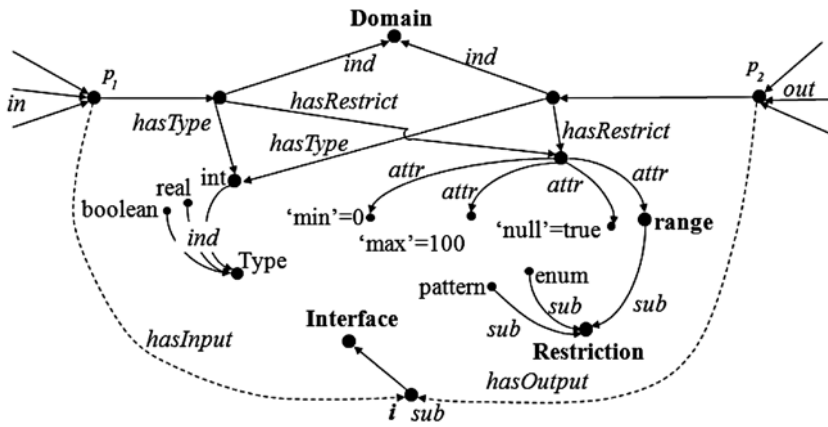 Domain
p₁
ind
ind
p₂
in
hasRestrict
out
hasType
hasType
hasRestrict
int
attr
attr
attr
attr
real
boolean
ind
'min'=0
'max'=100
'null'=true
range
Type
pattern
enum
sub
sub
sub
Interface
Restriction
hasInput
hasOutput
i
sub